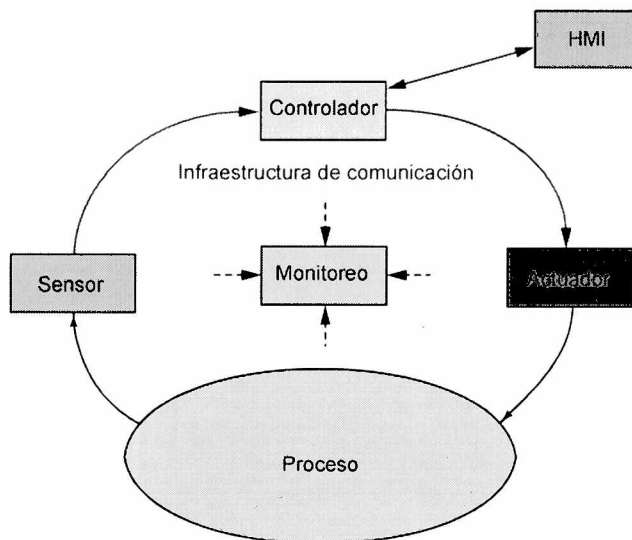 HMI
Controlador
Infraestructura de comunicación
Sensor
Monitoreo
Actuador
Proceso